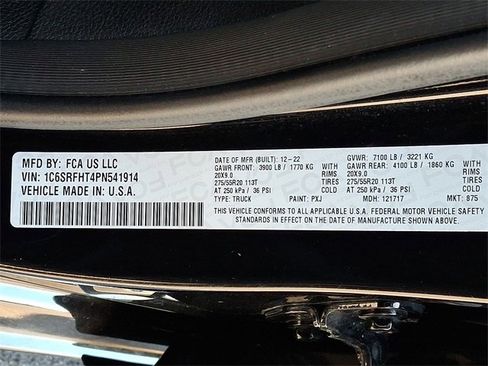 MFD BY: FCA US LLC
VIN: 1C6SRFHT4PN541914
VEHICLE MADE IN: U.S.A.
DATE OF MFR (BUILT): 12-22 GVWR: 7100 LB / 3221 KG
GAWR FRONT: 3900 LB / 1770 KG WITH GAWR REAR: 4100 LB / 1860 KG WITH
20X9.0 RIMS 20X9.0 RIMS
275/55R20 113T TIRES 275/55R20 113T TIRES
AT 250 kPa / 36 PSI COLD AT 250 kPa / 36 PSI COLD
THIS VEHICLE CONFORMS TO ALL APPLICABLE U.S.A. FEDERAL MOTOR VEHICLE SAFETY
STANDARDS IN EFFECT ON THE DATE OF MANUFACTURE SHOWN ABOVE.
TYPE: TRUCK PAINT: PXJ MDH: 121717 MKT: 875